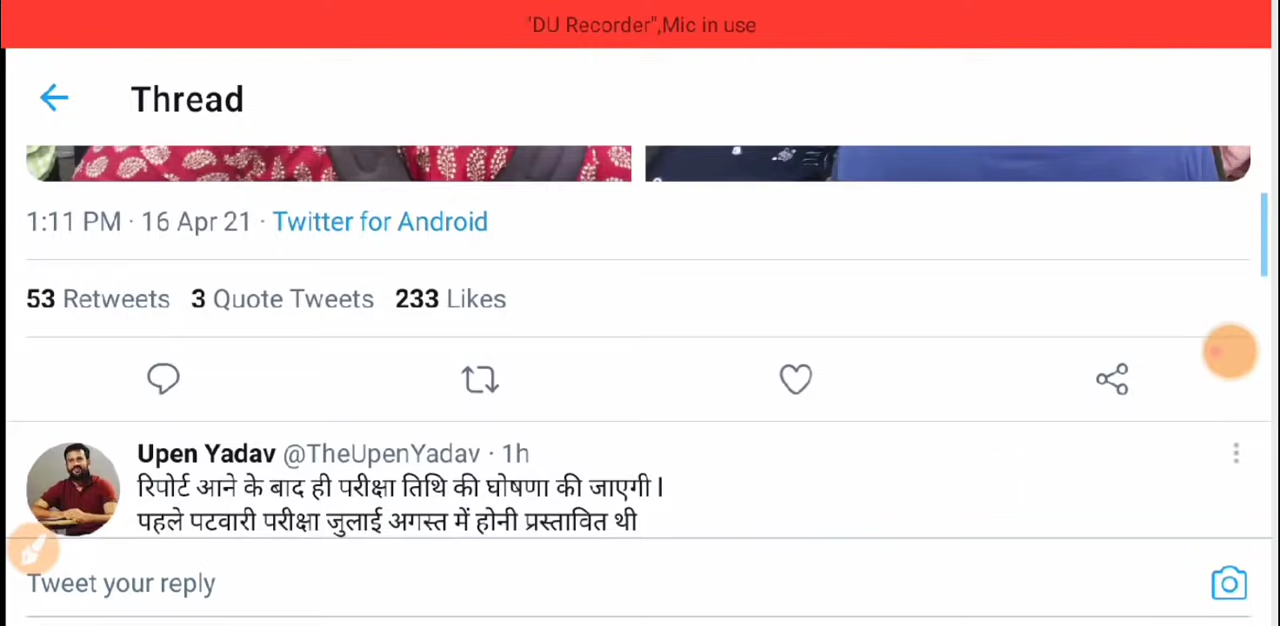 "DU Recorder",Mic in use
Thread
1:11 PM · 16 Apr 21 · Twitter for Android
53 Retweets 3 Quote Tweets 233 Likes
Upen Yadav @TheUpenYadav · 1h
रिपोर्ट आने के बाद ही परीक्षा तिथि की घोषणा की जाएगी l
पहले पटवारी परीक्षा जुलाई अगस्त में होनी प्रस्तावित थी
Tweet your reply